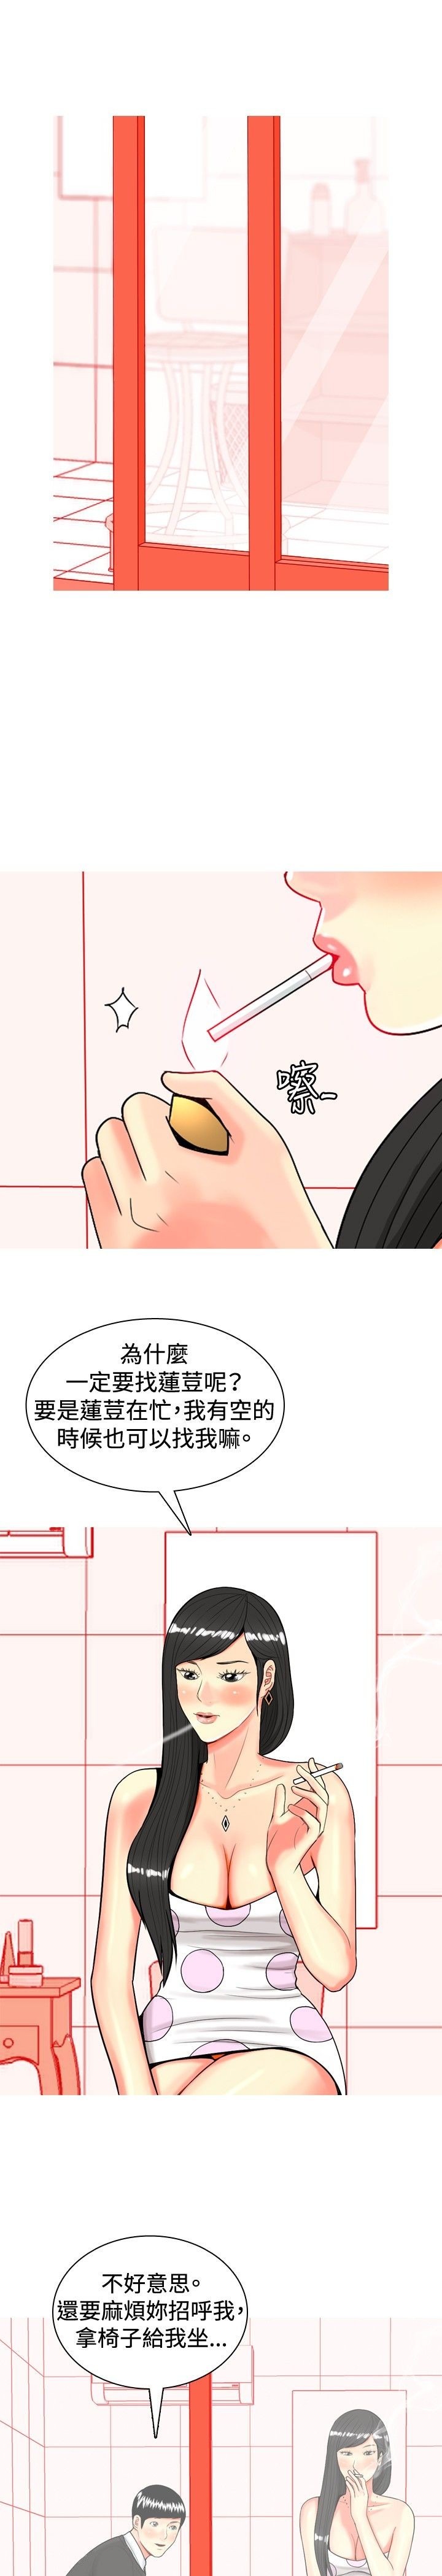 嚓~
為什麼
一定要找蓮荳呢?
要是蓮荳在忙,我有空的
時候也可以找我嘛。
不好意思。
還要麻煩妳招呼我,
拿椅子給我坐...